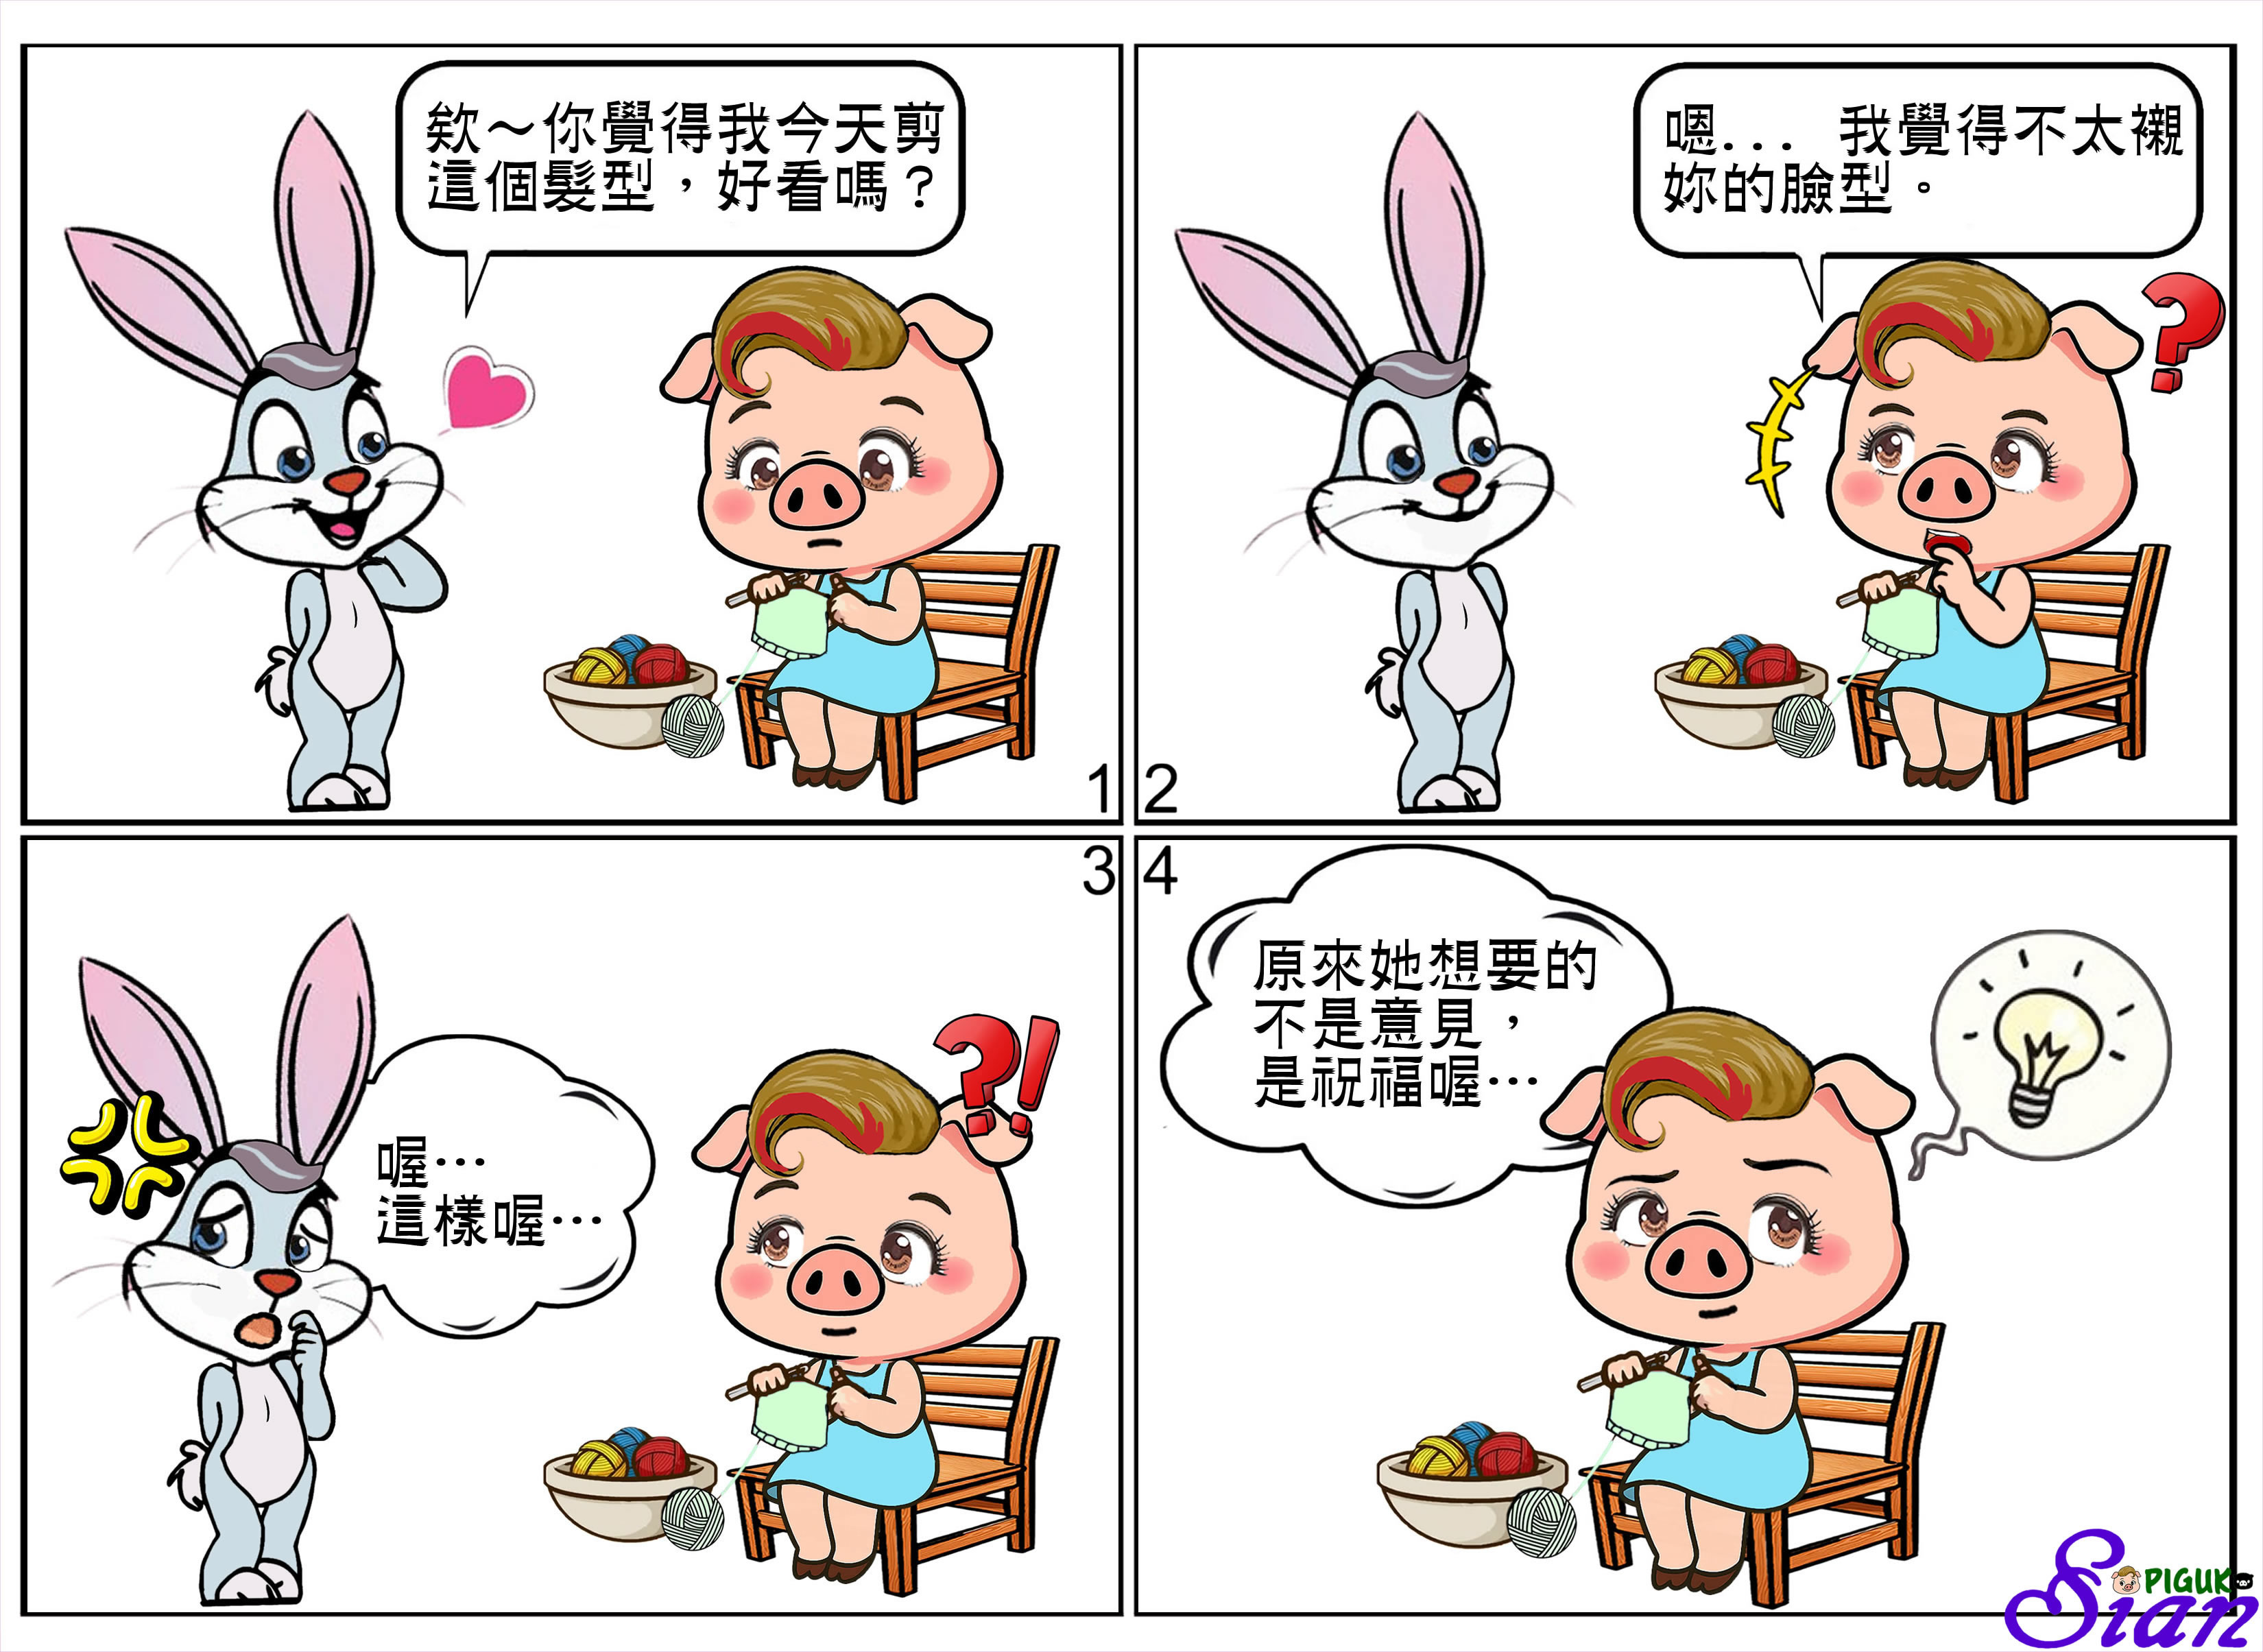 欸～你覺得我今天剪
這個髮型，好看嗎？
1
嗯... 我覺得不太襯
妳的臉型。
2
3
喔…
這樣喔…
4
原來她想要的
不是意見，
是祝福喔…
PIGUK
Sian